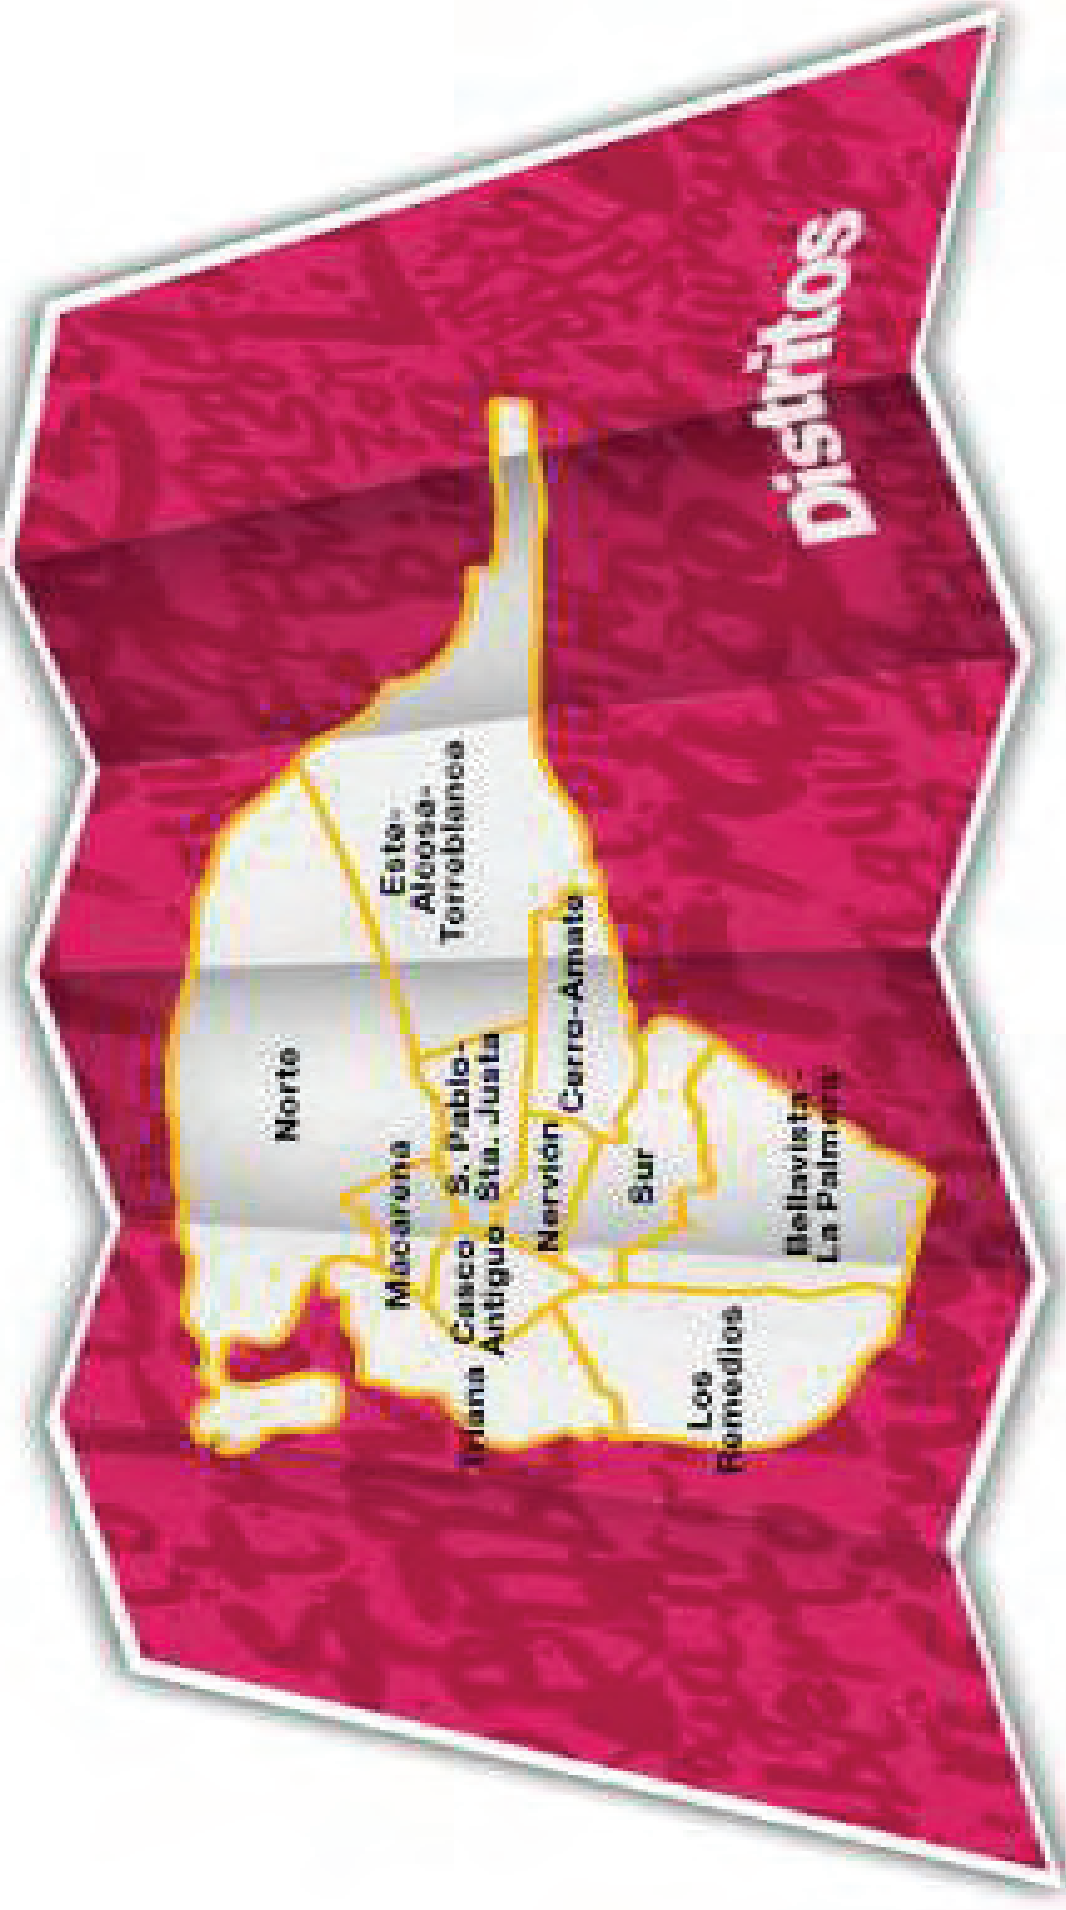 Norte
Macarena
Este-
Alcosa-
Torreblanca
S. Pablo-
Sta. Justa
Casco
Antiguo
Triana
Nervión
Cerro-Amate
Sur
Los
Remedios
Bellavista-
La Palmera
Distritos